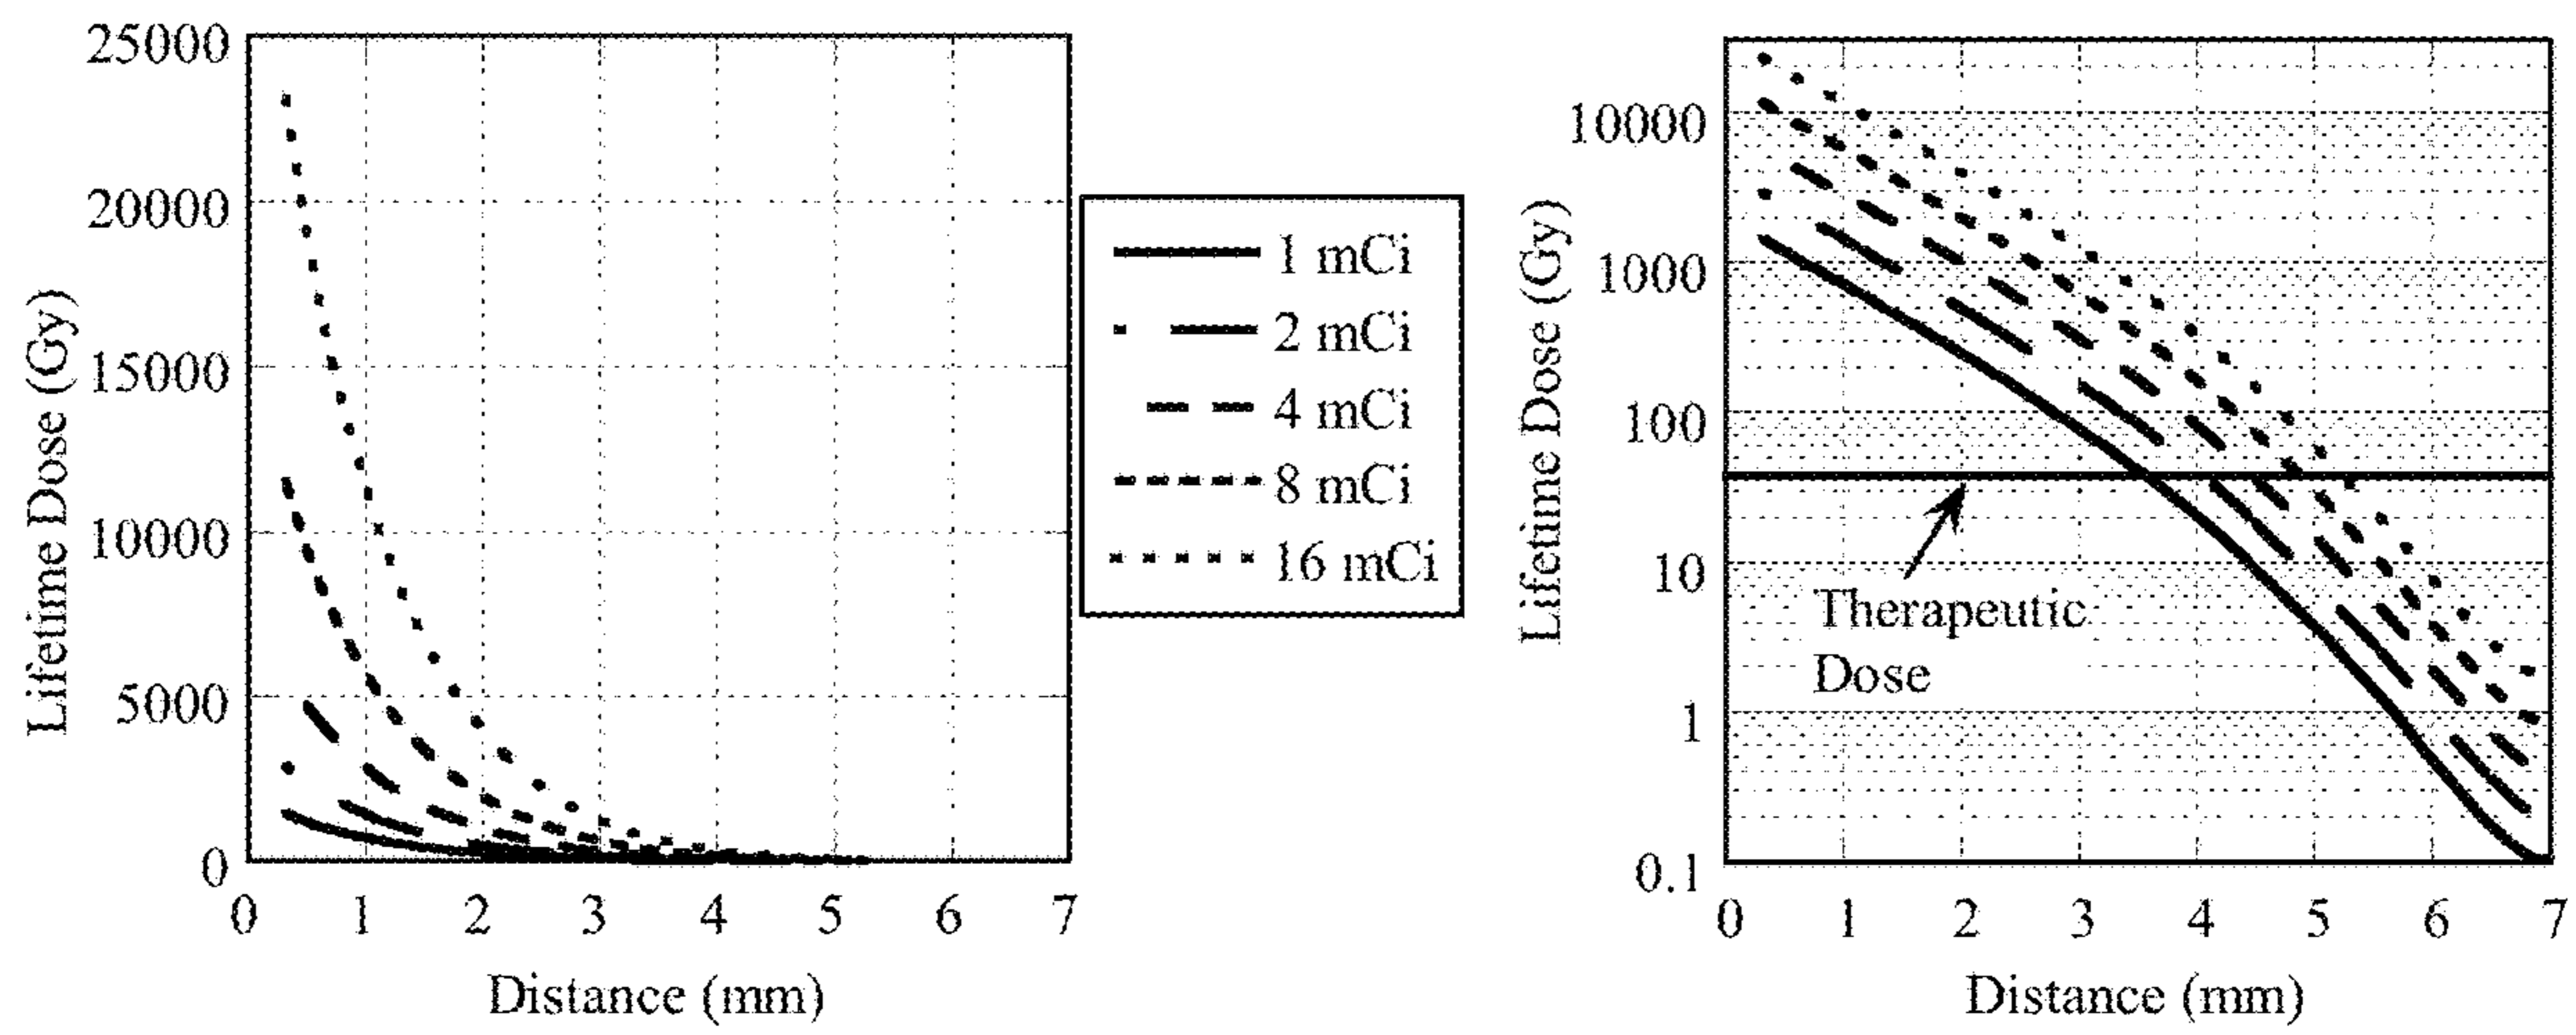 25000
20000
15000
10000
5000
0
0 1 2 3 4 5 6 7
Lifetime Dose (Gy)
Distance (mm)
1 mCi
2 mCi
4 mCi
8 mCi
16 mCi
10000
1000
100
10
1
0.1
0 1 2 3 4 5 6 7
Lifetime Dose (Gy)
Distance (mm)
Therapeutic
Dose